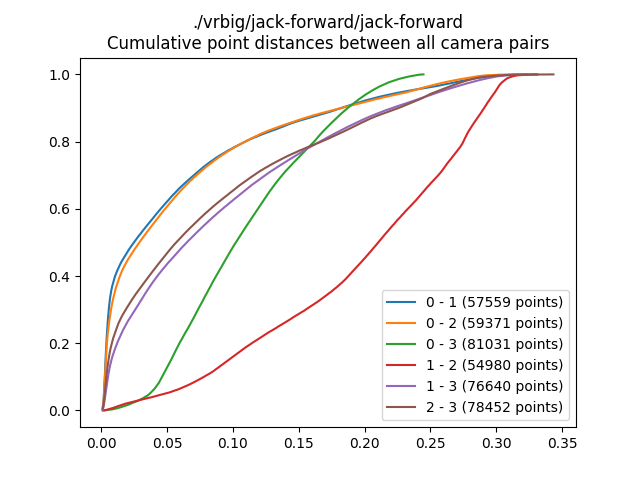 ./vrbig/jack-forward/jack-forward
Cumulative point distances between all camera pairs
1.0
0.8
0.6
0.4
0.2
0.0
0 - 1 (57559 points)
0 - 2 (59371 points)
0 - 3 (81031 points)
1 - 2 (54980 points)
1 - 3 (76640 points)
2 - 3 (78452 points)
0.00 0.05 0.10 0.15 0.20 0.25 0.30 0.35